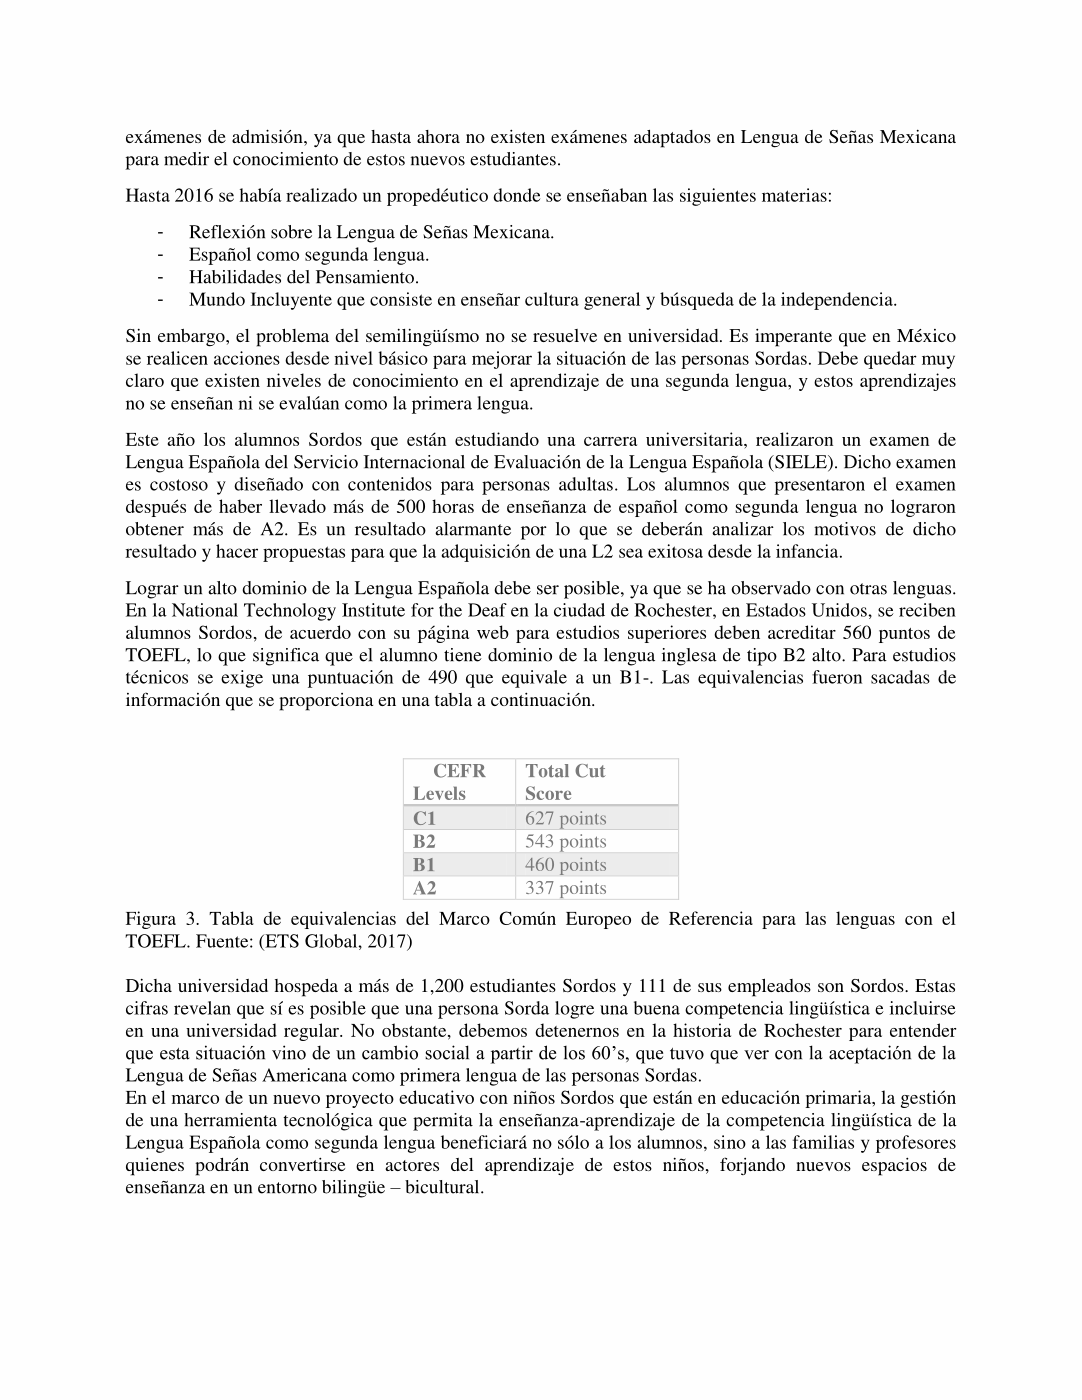 exámenes de admisión, ya que hasta ahora no existen exámenes adaptados en Lengua de Señas Mexicana
para medir el conocimiento de estos nuevos estudiantes.
Hasta 2016 se había realizado un propedéutico donde se enseñaban las siguientes materias:
- Reflexión sobre la Lengua de Señas Mexicana.
- Español como segunda lengua.
- Habilidades del Pensamiento.
- Mundo Incluyente que consiste en enseñar cultura general y búsqueda de la independencia.
Sin embargo, el problema del semilingüísmo no se resuelve en universidad. Es imperante que en México
se realicen acciones desde nivel básico para mejorar la situación de las personas Sordas. Debe quedar muy
claro que existen niveles de conocimiento en el aprendizaje de una segunda lengua, y estos aprendizajes
no se enseñan ni se evalúan como la primera lengua.
Este año los alumnos Sordos que están estudiando una carrera universitaria, realizaron un examen de
Lengua Española del Servicio Internacional de Evaluación de la Lengua Española (SIELE). Dicho examen
es costoso y diseñado con contenidos para personas adultas. Los alumnos que presentaron el examen
después de haber llevado más de 500 horas de enseñanza de español como segunda lengua no lograron
obtener más de A2. Es un resultado alarmante por lo que se deberán analizar los motivos de dicho
resultado y hacer propuestas para que la adquisición de una L2 sea exitosa desde la infancia.
Lograr un alto dominio de la Lengua Española debe ser posible, ya que se ha observado con otras lenguas.
En la National Technology Institute for the Deaf en la ciudad de Rochester, en Estados Unidos, se reciben
alumnos Sordos, de acuerdo con su página web para estudios superiores deben acreditar 560 puntos de
TOEFL, lo que significa que el alumno tiene dominio de la lengua inglesa de tipo B2 alto. Para estudios
técnicos se exige una puntuación de 490 que equivale a un B1-. Las equivalencias fueron sacadas de
información que se proporciona en una tabla a continuación.
CEFR Levels Total Cut Score
C1 627 points
B2 543 points
B1 460 points
A2 337 points
Figura 3. Tabla de equivalencias del Marco Común Europeo de Referencia para las lenguas con el
TOEFL. Fuente: (ETS Global, 2017)
Dicha universidad hospeda a más de 1,200 estudiantes Sordos y 111 de sus empleados son Sordos. Estas
cifras revelan que sí es posible que una persona Sorda logre una buena competencia lingüística e incluirse
en una universidad regular. No obstante, debemos detenernos en la historia de Rochester para entender
que esta situación vino de un cambio social a partir de los 60’s, que tuvo que ver con la aceptación de la
Lengua de Señas Americana como primera lengua de las personas Sordas.
En el marco de un nuevo proyecto educativo con niños Sordos que están en educación primaria, la gestión
de una herramienta tecnológica que permita la enseñanza-aprendizaje de la competencia lingüística de la
Lengua Española como segunda lengua beneficiará no sólo a los alumnos, sino a las familias y profesores
quienes podrán convertirse en actores del aprendizaje de estos niños, forjando nuevos espacios de
enseñanza en un entorno bilingüe – bicultural.